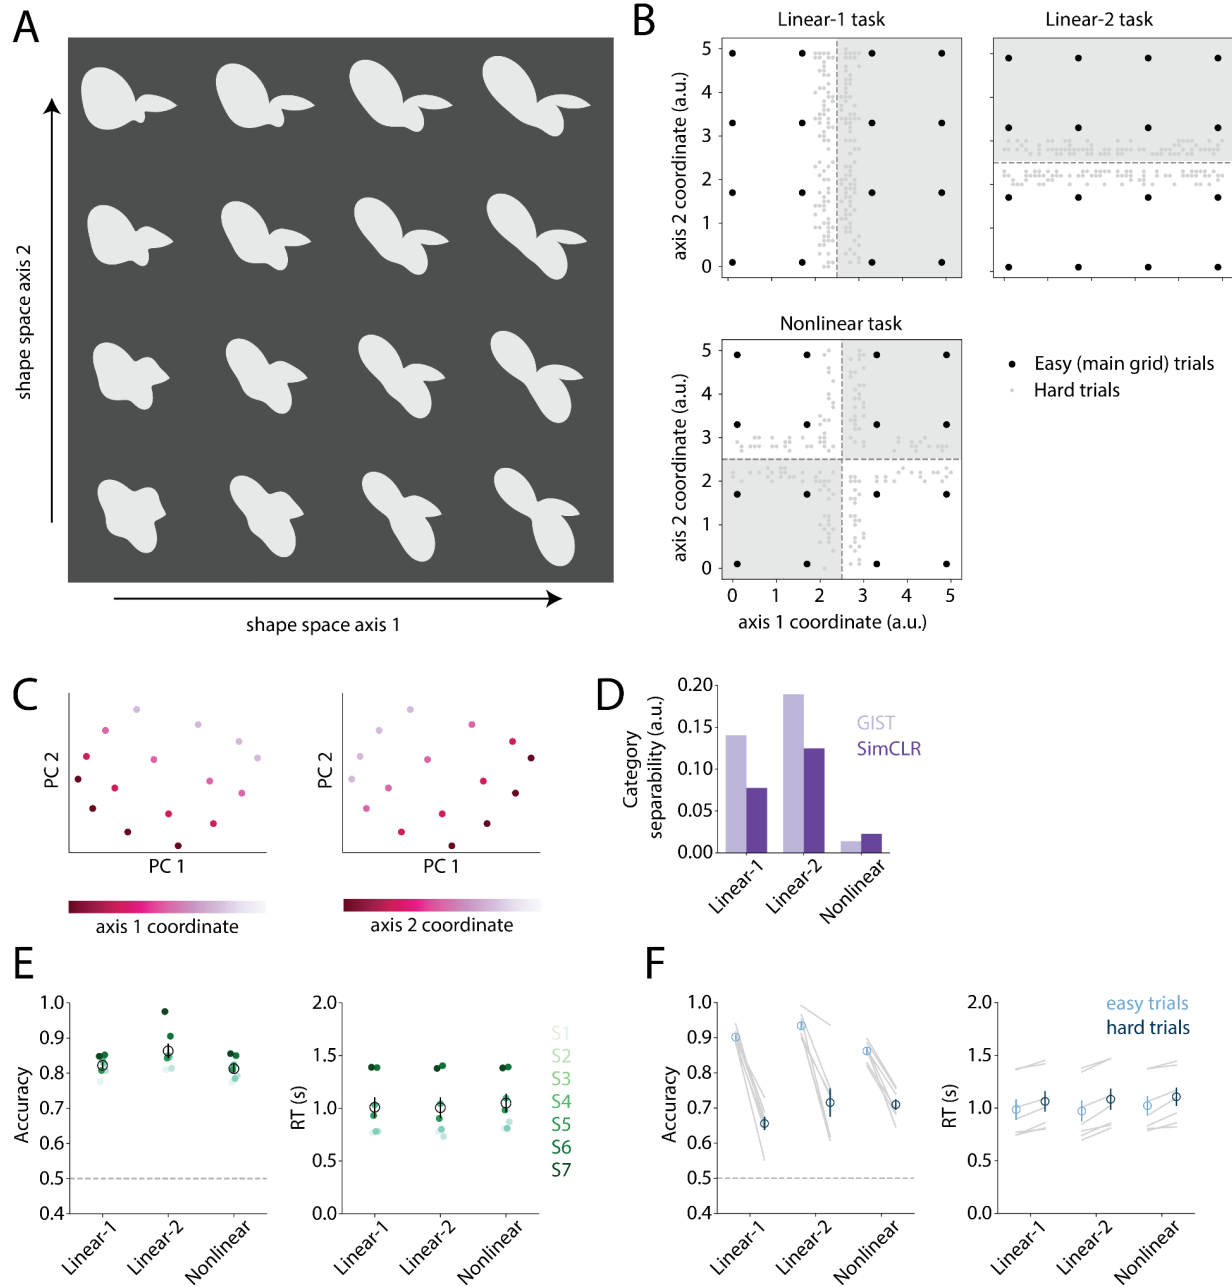 A
shape space axis 2
shape space axis 1
B
Linear-1 task
axis 2 coordinate (a.u.)
5
4
3
2
1
0
Linear-2 task
Nonlinear task
axis 2 coordinate (a.u.)
5
4
3
2
1
0
0 1 2 3 4 5
axis 1 coordinate (a.u.)
Easy (main grid) trials
Hard trials
C
PC 2
PC 1
axis 1 coordinate
PC 2
PC 1
axis 2 coordinate
D
Category
separability (a.u.)
0.20
0.15
0.10
0.05
0.00
GIST
SimCLR
Linear-1
Linear-2
Nonlinear
E
Accuracy
1.0
0.9
0.8
0.7
0.6
0.5
0.4
Linear-1
Linear-2
Nonlinear
RT (s)
2.0
1.5
1.0
0.5
0.0
Linear-1
Linear-2
Nonlinear
S1
S2
S3
S4
S5
S6
S7
F
Accuracy
1.0
0.9
0.8
0.7
0.6
0.5
0.4
Linear-1
Linear-2
Nonlinear
RT (s)
2.0
1.5
1.0
0.5
0.0
easy trials
hard trials
Linear-1
Linear-2
Nonlinear